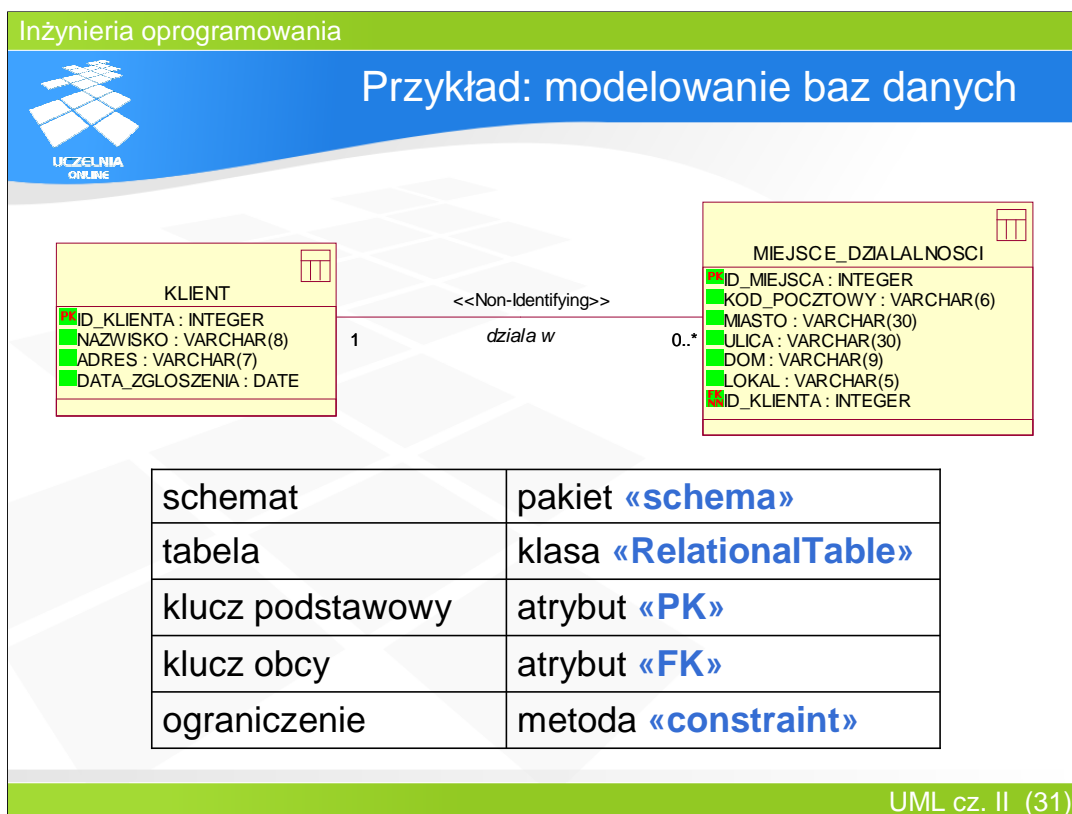 Inżynieria oprogramowania
Przykład: modelowanie baz danych
UCZELNIA
ONLINE
KLIENT
PK ID_KLIENTA : INTEGER
NAZWISKO : VARCHAR(8)
ADRES : VARCHAR(7)
DATA_ZGLOSZENIA : DATE
<<Non-Identifying>>
1 dziala w 0..*
MIEJSCE_DZIALALNOSCI
PK ID_MIEJSCA : INTEGER
KOD_POCZTOWY : VARCHAR(6)
MIASTO : VARCHAR(30)
ULICA : VARCHAR(30)
DOM : VARCHAR(9)
LOKAL : VARCHAR(5)
FK NN ID_KLIENTA : INTEGER
schemat pakiet «schema»
tabela klasa «RelationalTable»
klucz podstawowy atrybut «PK»
klucz obcy atrybut «FK»
ograniczenie metoda «constraint»
UML cz. II (31)